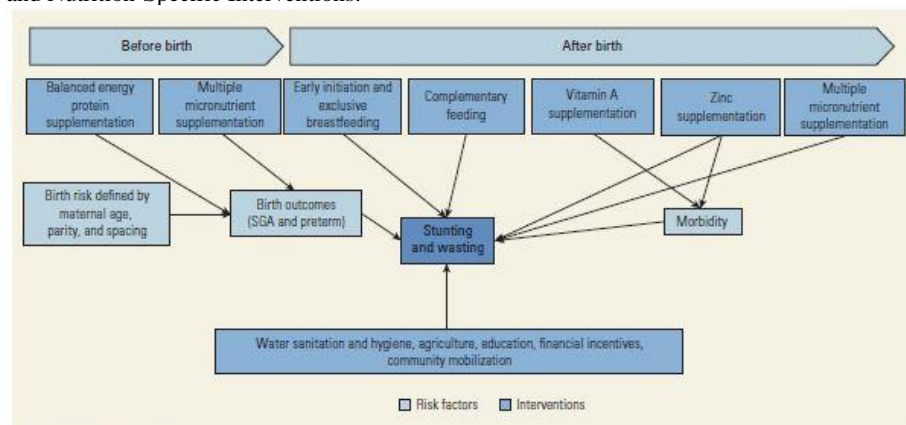 and Nutrition-Specific Interventions.
Before birth
After birth
Balanced energy
protein
supplementation
Multiple
micronutrient
supplementation
Early initiation and
exclusive
breastfeeding
Complementary
feeding
Vitamin A
supplementation
Zinc
supplementation
Multiple
micronutrient
supplementation
Birth risk defined by
maternal age,
parity, and spacing
Birth outcomes
(SGA and preterm)
Stunting
and wasting
Morbidity
Water sanitation and hygiene, agriculture, education, financial incentives,
community mobilization
Risk factors
Interventions